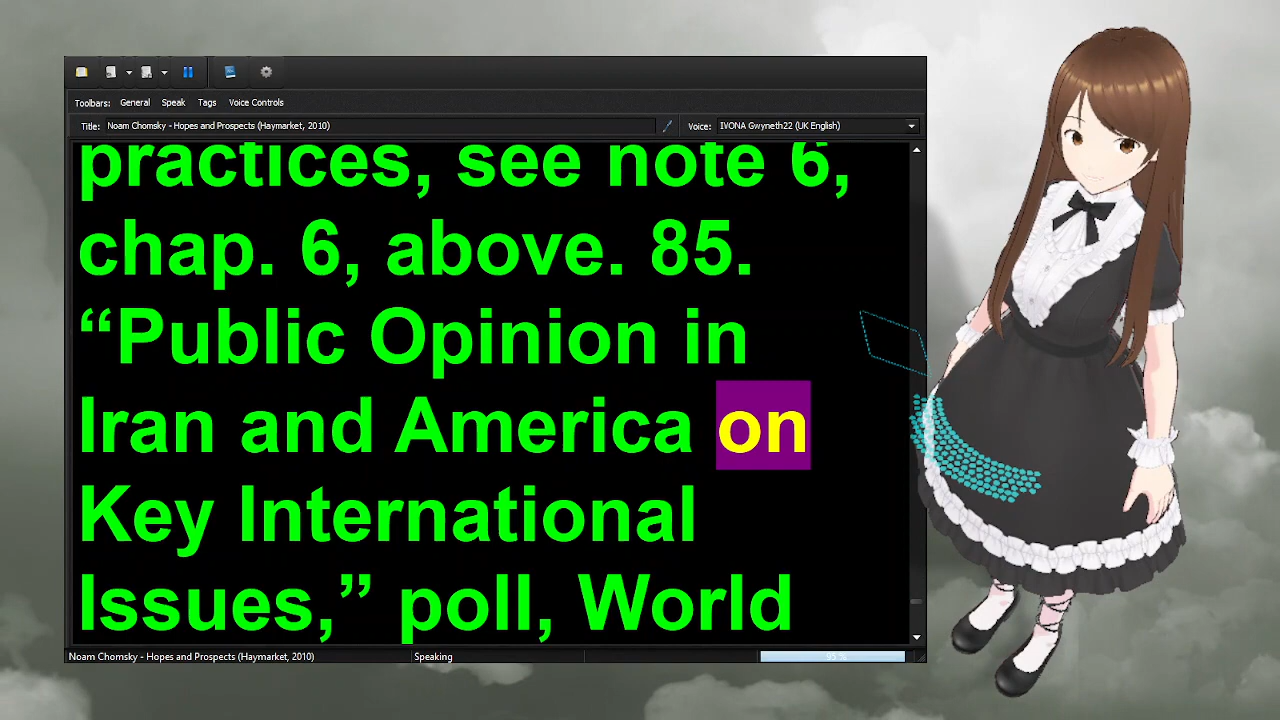 Toolbars: General Speak Tags Voice Controls
Title: Noam Chomsky - Hopes and Prospects (Haymarket, 2010) Voice: IVONA Gwyneth22 (UK English)
practices, see note 6,
chap. 6, above. 85.
“Public Opinion in
Iran and America on
Key International
Issues,” poll, World
Noam Chomsky - Hopes and Prospects (Haymarket, 2010) Speaking 95 %